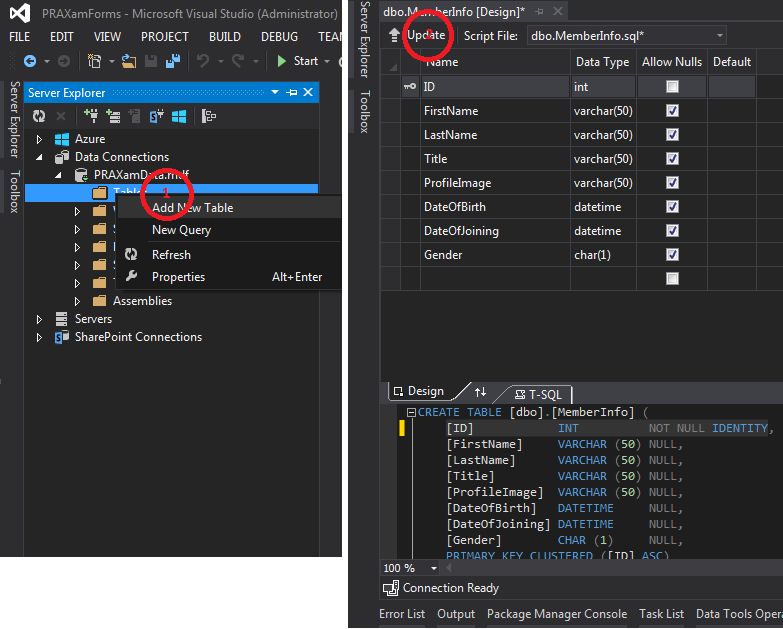 PRAXamForms - Microsoft Visual Studio (Administrator)
FILE EDIT VIEW PROJECT BUILD DEBUG TEA
Start
Server Explorer
Toolbox
Server Explorer
Azure
Data Connections
PRAXamData.mdf
Tables
1
Add New Table
New Query
Refresh
Properties Alt+Enter
Assemblies
Servers
SharePoint Connections
Server Explorer
Toolbox
dbo.MemberInfo [Design]*
Update Script File: dbo.MemberInfo.sql*
Name Data Type Allow Nulls Default
ID int
FirstName varchar(50)
LastName varchar(50)
Title varchar(50)
ProfileImage varchar(50)
DateOfBirth datetime
DateOfJoining datetime
Gender char(1)
Design T-SQL
CREATE TABLE [dbo].[MemberInfo] (
[ID] INT NOT NULL IDENTITY,
[FirstName] VARCHAR (50) NULL,
[LastName] VARCHAR (50) NULL,
[Title] VARCHAR (50) NULL,
[ProfileImage] VARCHAR (50) NULL,
[DateOfBirth] DATETIME NULL,
[DateOfJoining] DATETIME NULL,
[Gender] CHAR (1) NULL,
PRIMARY KEY CLUSTERED ([ID] ASC)
100 %
Connection Ready
Error List Output Package Manager Console Task List Data Tools Oper